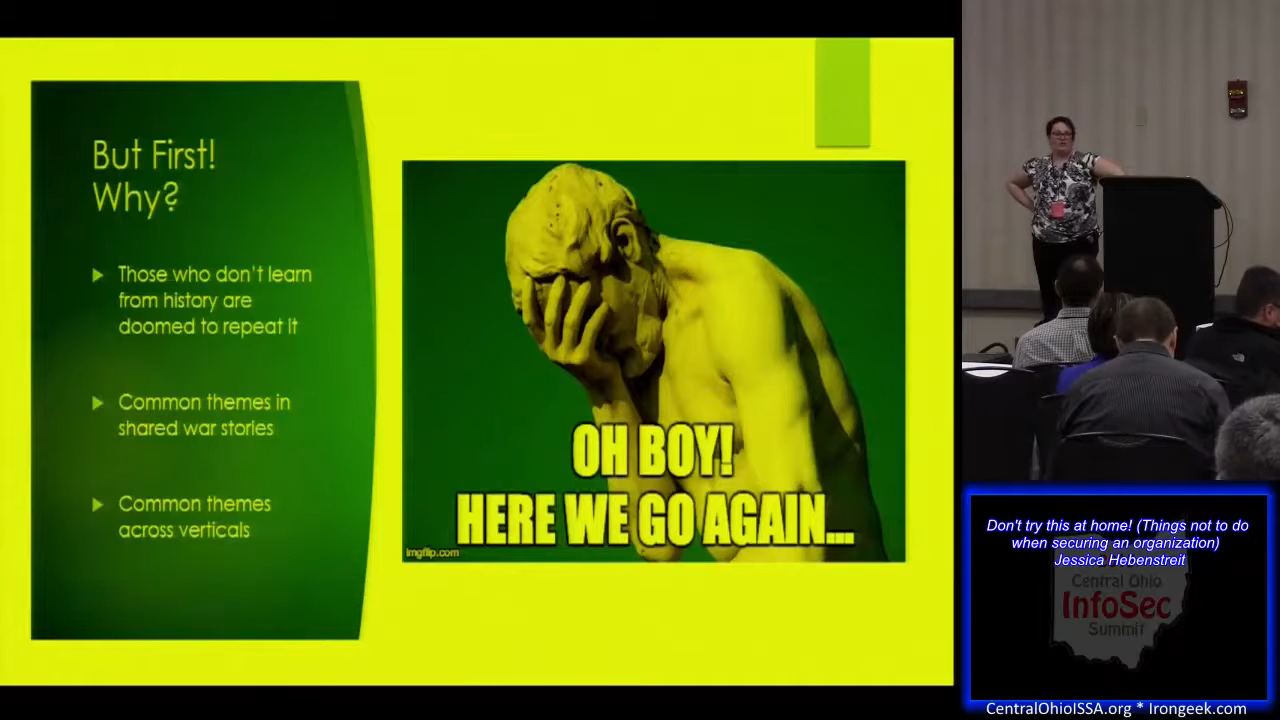 But First!
Why?
Those who don't learn
from history are
doomed to repeat it
Common themes in
shared war stories
Common themes
across verticals
OH BOY!
HERE WE GO AGAIN...
imgflip.com
Don't try this at home! (Things not to do
when securing an organization)
Jessica Hebenstreit
Central Ohio
InfoSec
Summit
CentralOhioISSA.org * Irongeek.com